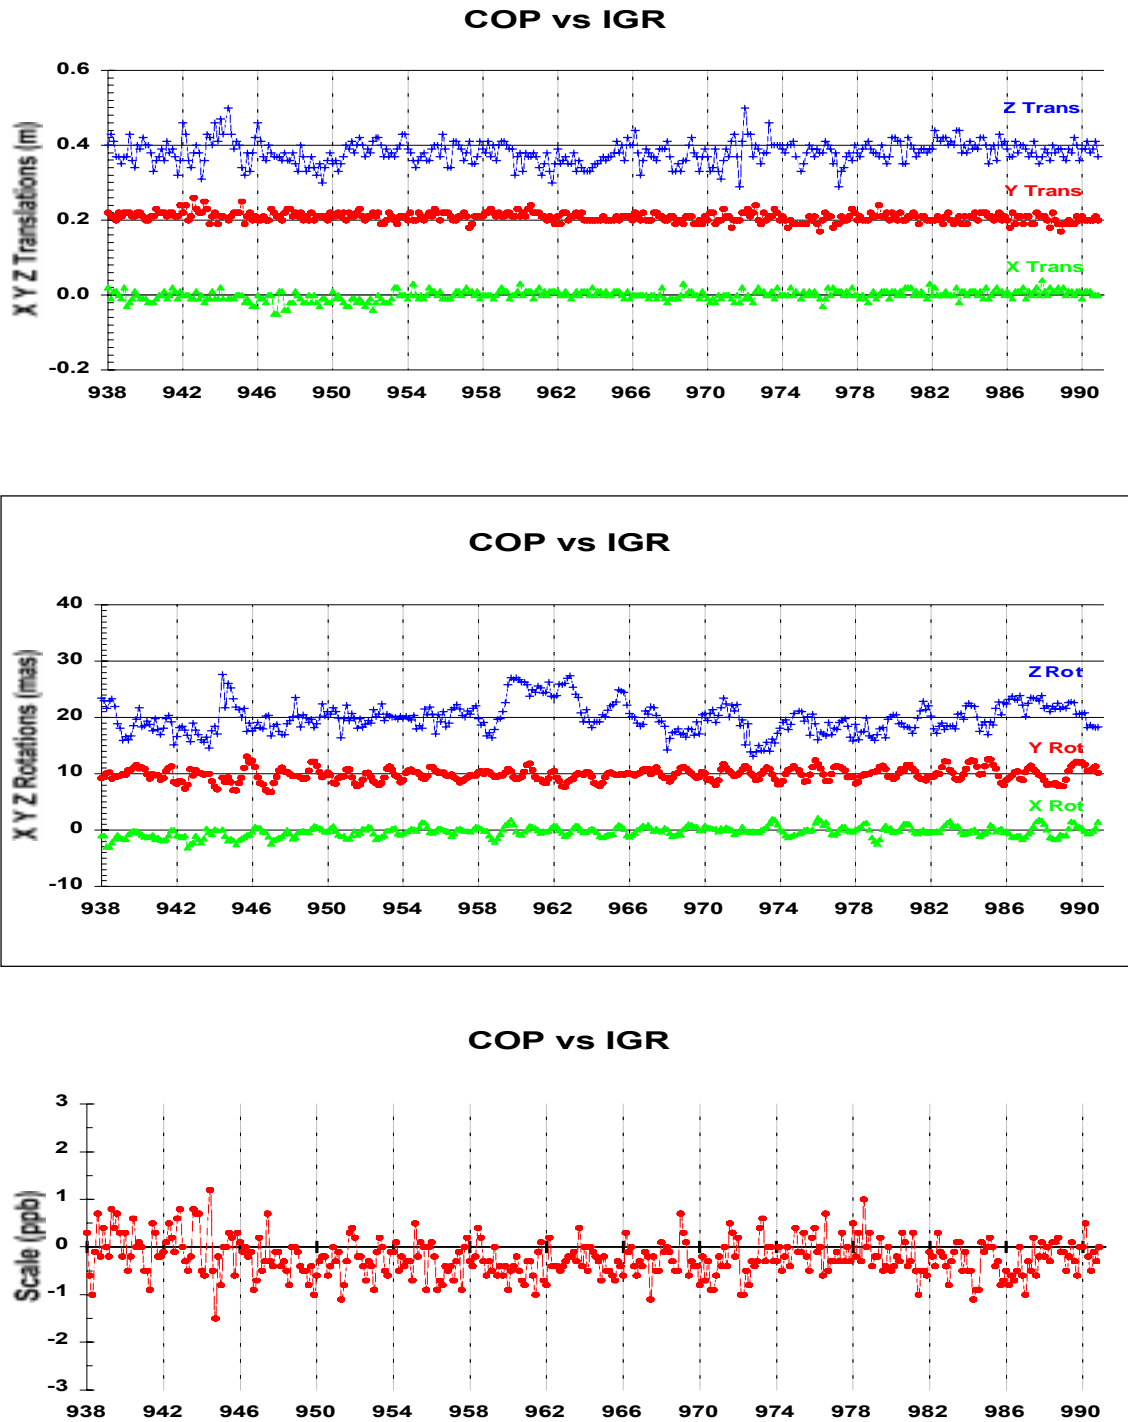 COP vs IGR
X Y Z Translations (m)
0.6
0.4
0.2
0.0
-0.2
Z Trans
Y Trans
X Trans
938 942 946 950 954 958 962 966 970 974 978 982 986 990
COP vs IGR
X Y Z Rotations (mas)
40
30
20
10
0
-10
Z Rot
Y Rot
X Rot
938 942 946 950 954 958 962 966 970 974 978 982 986 990
COP vs IGR
Scale (ppb)
3
2
1
0
-1
-2
-3
938 942 946 950 954 958 962 966 970 974 978 982 986 990